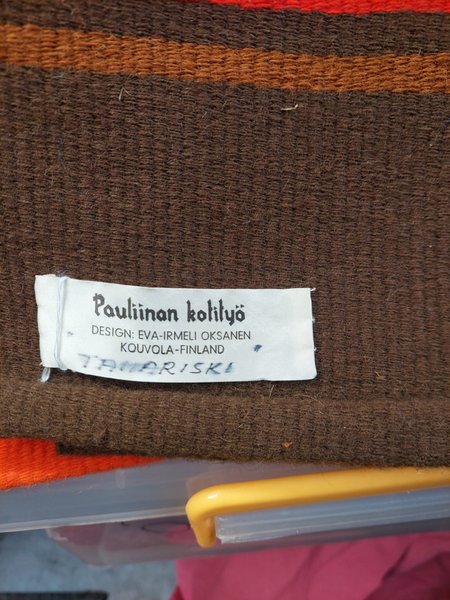 Pauliinan kotityö
DESIGN: EVA-IRMELI OKSANEN
KOUVOLA-FINLAND
"TAMARISKI"